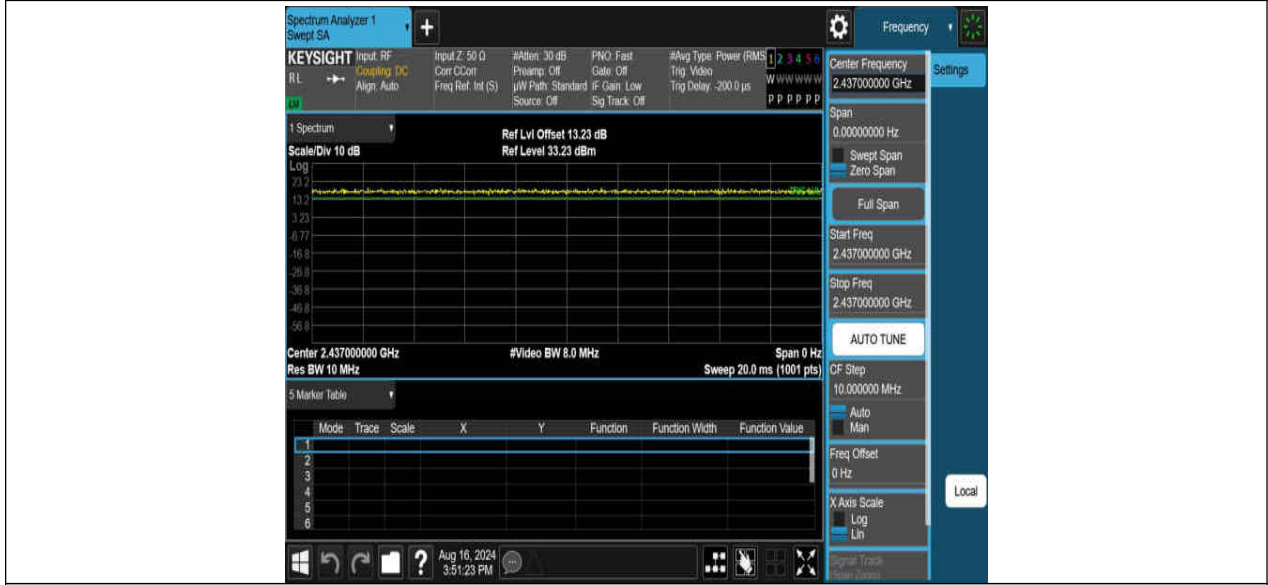 Spectrum Analyzer 1
Swept SA
+
Frequency
KEYSIGHT
RL
Input: RF
Coupling: DC
Align: Auto
Input Z: 50 Ω
Corr CCorr
Freq Ref: Int (S)
#Atten: 30 dB
Preamp: Off
µW Path: Standard
Source: Off
PNO: Fast
Gate: Off
IF Gain: Low
Sig Track: Off
#Avg Type: Power (RMS
Trig: Video
Trig Delay: -200.0 µs
1 2 3 4 5 6
W W W W W W
P P P P P P
1 Spectrum
Scale/Div 10 dB
Ref Lvl Offset 13.23 dB
Ref Level 33.23 dBm
Log
23.2
13.2
3.23
-6.77
-16.8
-26.8
-36.8
-46.8
-56.8
Center 2.437000000 GHz
Res BW 10 MHz
#Video BW 8.0 MHz
Span 0 Hz
Sweep 20.0 ms (1001 pts)
5 Marker Table
Mode Trace Scale X Y Function Function Width Function Value
1
2
3
4
5
6
Center Frequency
2.437000000 GHz
Settings
Span
0.00000000 Hz
Swept Span
Zero Span
Full Span
Start Freq
2.437000000 GHz
Stop Freq
2.437000000 GHz
AUTO TUNE
CF Step
10.000000 MHz
Auto
Man
Freq Offset
0 Hz
X Axis Scale
Log
Lin
Signal Track
(Span Zoom)
Local
?
Aug 16, 2024
3:51:23 PM